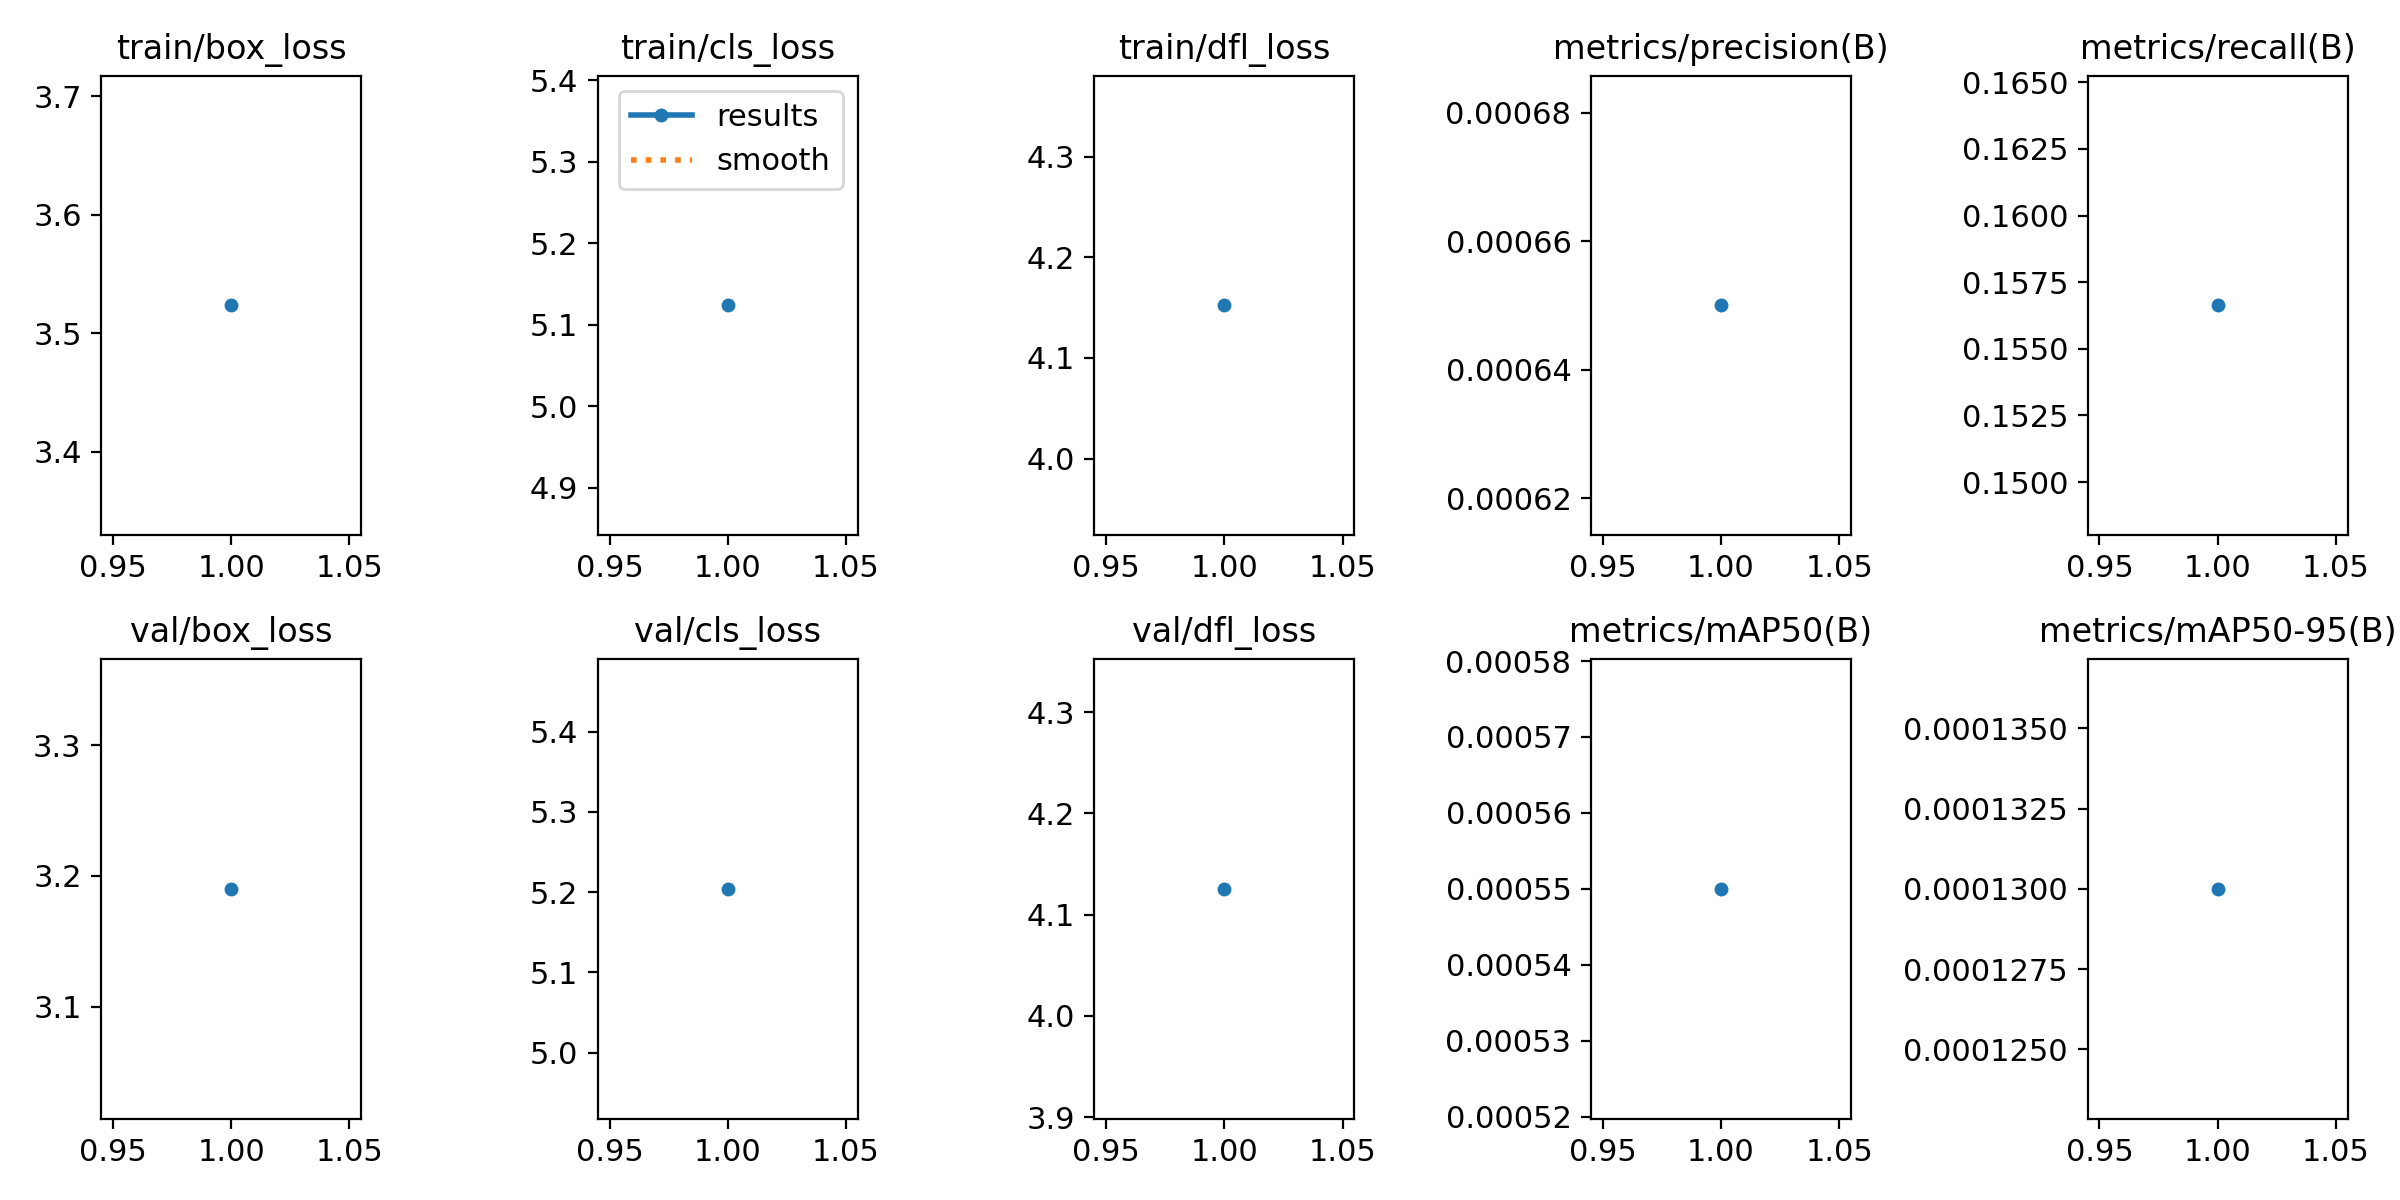 train/box_loss
3.7
3.6
3.5
3.4
0.95 1.00 1.05
train/cls_loss
5.4
5.3
5.2
5.1
5.0
4.9
results
smooth
0.95 1.00 1.05
train/dfl_loss
4.3
4.2
4.1
4.0
0.95 1.00 1.05
metrics/precision(B)
0.00068
0.00066
0.00064
0.00062
0.95 1.00 1.05
metrics/recall(B)
0.1650
0.1625
0.1600
0.1575
0.1550
0.1525
0.1500
0.95 1.00 1.05
val/box_loss
3.3
3.2
3.1
0.95 1.00 1.05
val/cls_loss
5.4
5.3
5.2
5.1
5.0
0.95 1.00 1.05
val/dfl_loss
4.3
4.2
4.1
4.0
3.9
0.95 1.00 1.05
metrics/mAP50(B)
0.00058
0.00057
0.00056
0.00055
0.00054
0.00053
0.00052
0.95 1.00 1.05
metrics/mAP50-95(B)
0.0001350
0.0001325
0.0001300
0.0001275
0.0001250
0.95 1.00 1.05